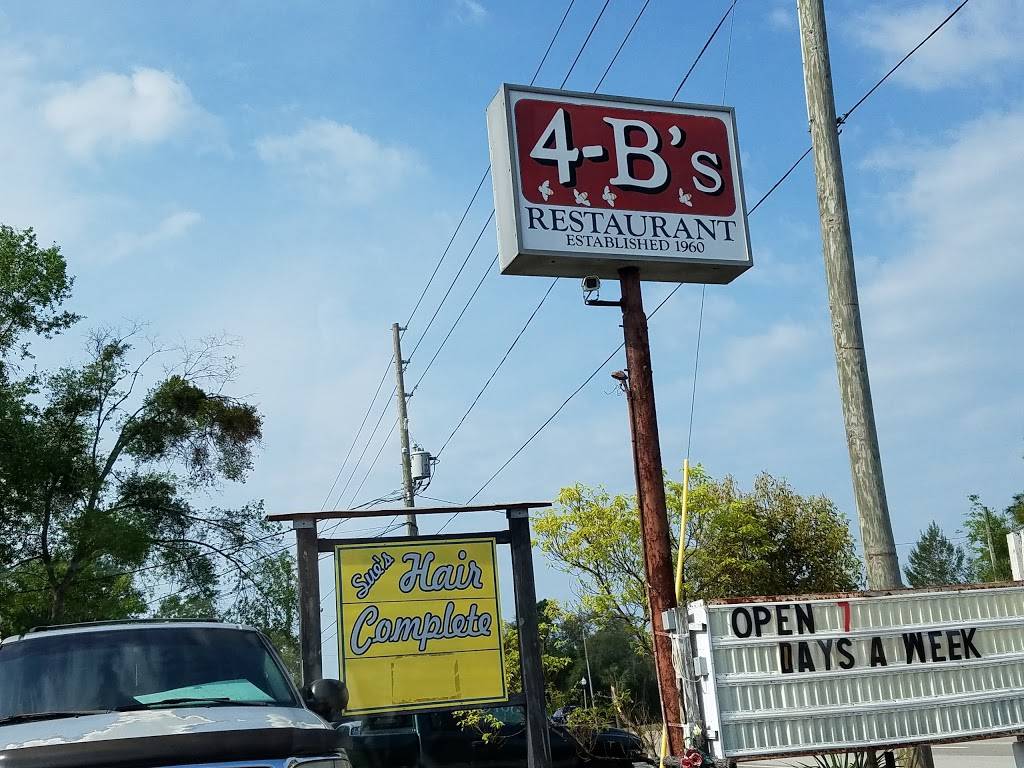 4-B's
RESTAURANT
ESTABLISHED 1960
Sue's Hair
Complete
OPEN 7
DAYS A WEEK